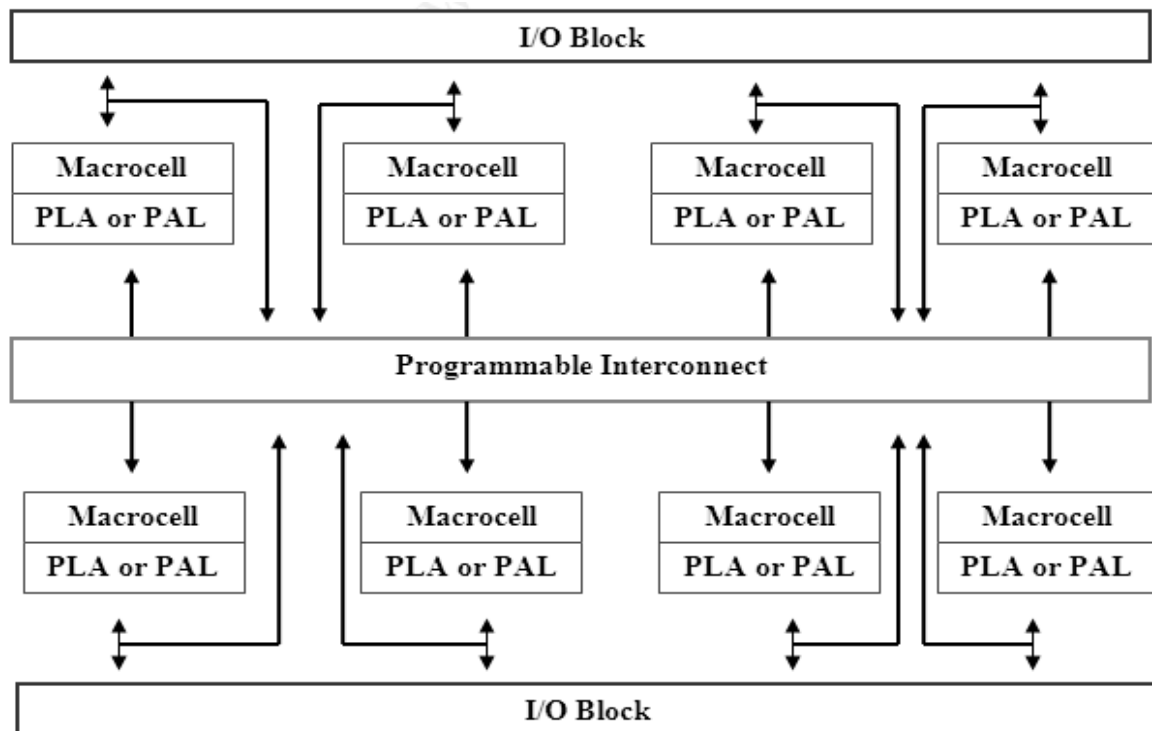 I/O Block
Macrocell Macrocell Macrocell Macrocell
PLA or PAL PLA or PAL PLA or PAL PLA or PAL
Programmable Interconnect
Macrocell Macrocell Macrocell Macrocell
PLA or PAL PLA or PAL PLA or PAL PLA or PAL
I/O Block